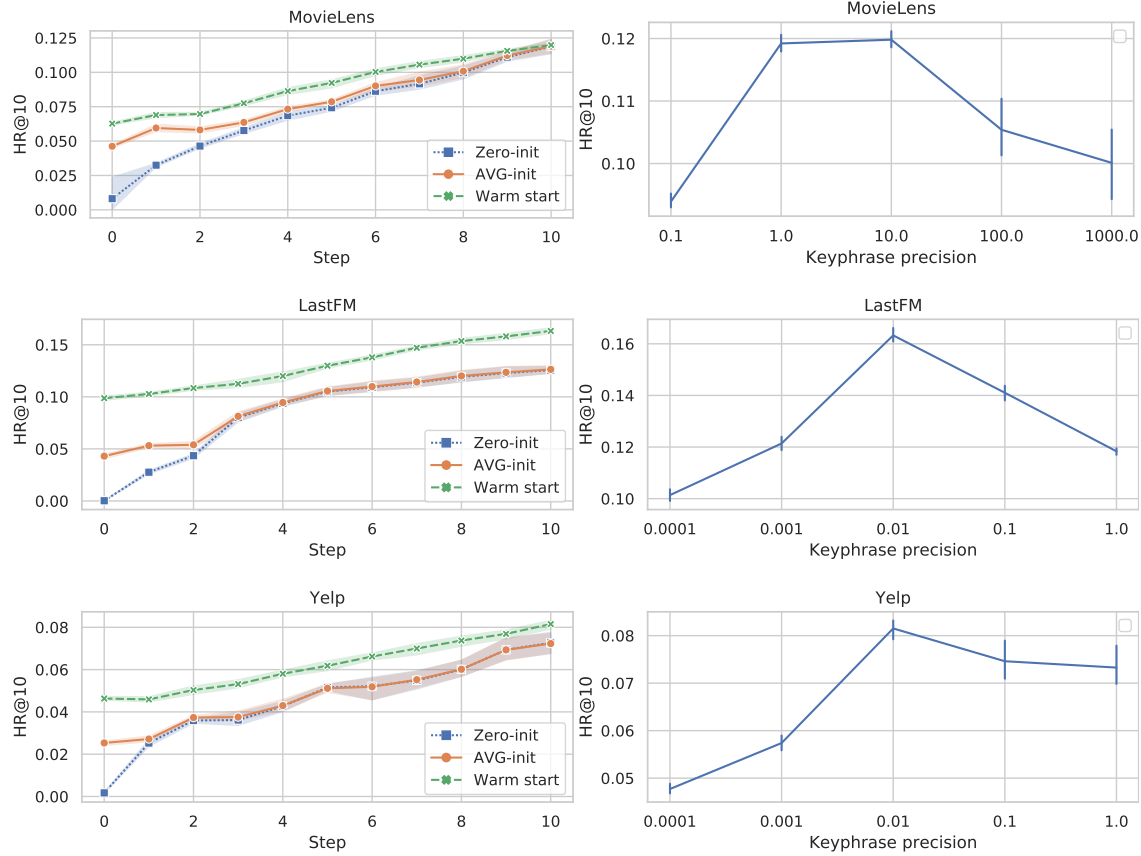 MovieLens
HR@10
0.125
0.100
0.075
0.050
0.025
0.000
Zero-init
AVG-init
Warm start
0 2 4 6 8 10
Step
MovieLens
HR@10
0.12
0.11
0.10
0.1 1.0 10.0 100.0 1000.0
Keyphrase precision
LastFM
HR@10
0.15
0.10
0.05
0.00
Zero-init
AVG-init
Warm start
0 2 4 6 8 10
Step
LastFM
HR@10
0.16
0.14
0.12
0.10
0.0001 0.001 0.01 0.1 1.0
Keyphrase precision
Yelp
HR@10
0.08
0.06
0.04
0.02
0.00
Zero-init
AVG-init
Warm start
0 2 4 6 8 10
Step
Yelp
HR@10
0.08
0.07
0.06
0.05
0.0001 0.001 0.01 0.1 1.0
Keyphrase precision